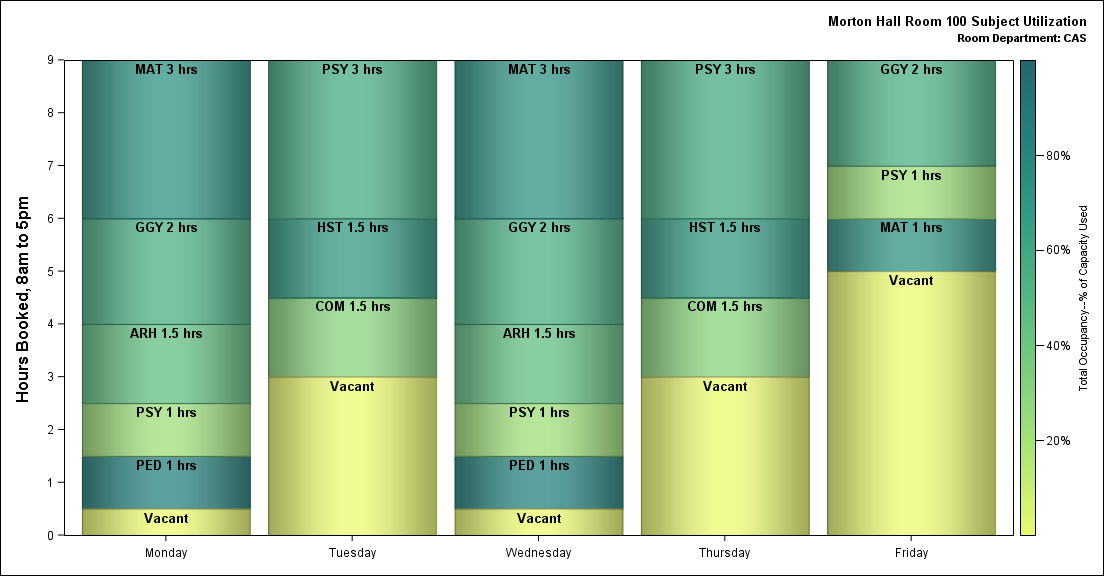 Morton Hall Room 100 Subject Utilization
Room Department: CAS
Hours Booked, 8am to 5pm
9
8
7
6
5
4
3
2
1
0
MAT 3 hrs
GGY 2 hrs
ARH 1.5 hrs
PSY 1 hrs
PED 1 hrs
Vacant
PSY 3 hrs
HST 1.5 hrs
COM 1.5 hrs
Vacant
MAT 3 hrs
GGY 2 hrs
ARH 1.5 hrs
PSY 1 hrs
PED 1 hrs
Vacant
PSY 3 hrs
HST 1.5 hrs
COM 1.5 hrs
Vacant
GGY 2 hrs
PSY 1 hrs
MAT 1 hrs
Vacant
Monday
Tuesday
Wednesday
Thursday
Friday
80%
60%
40%
20%
Total Occupancy--% of Capacity Used